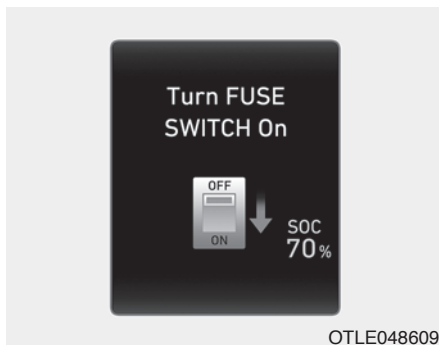 Turn FUSE
SWITCH On
OFF
ON
SOC
70%
OTLE048609